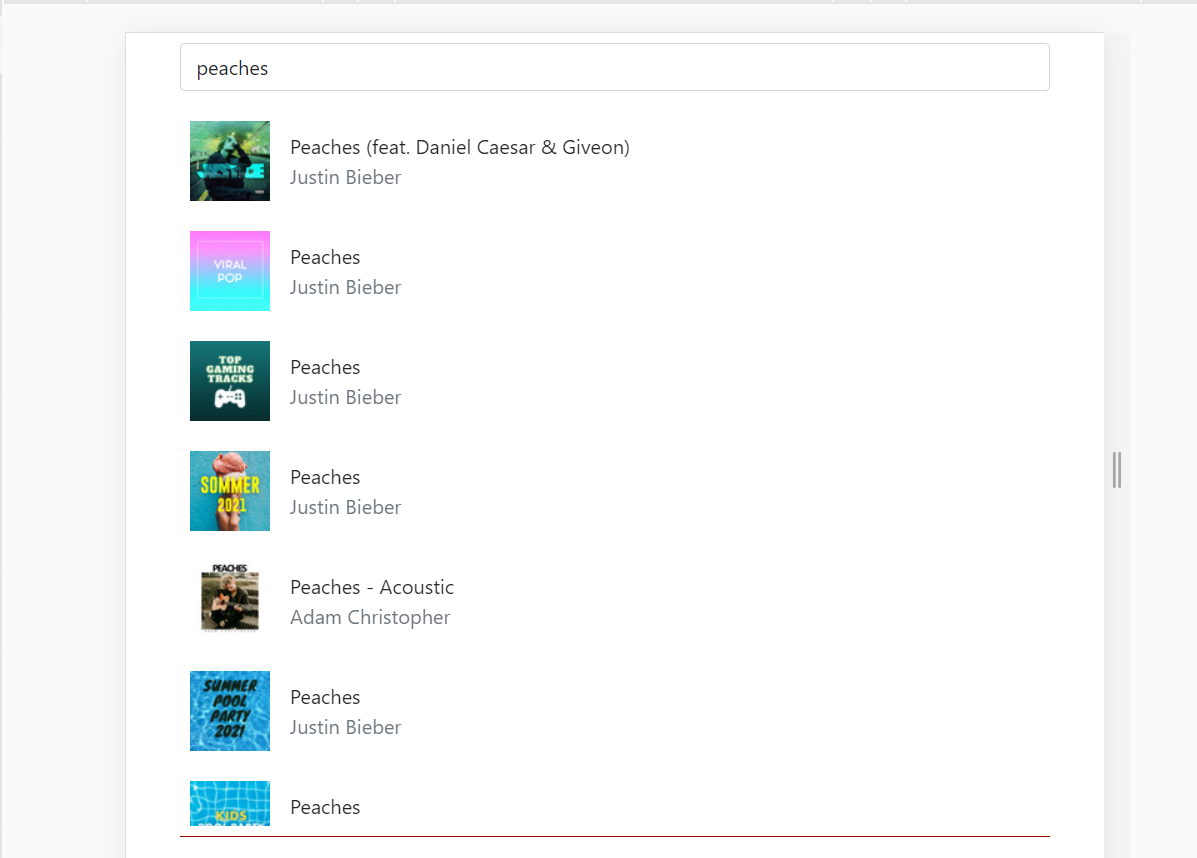 peaches
JUSTICE
Peaches (feat. Daniel Caesar & Giveon)
Justin Bieber
VIRAL
POP
Peaches
Justin Bieber
TOP
GAMING
TRACKS
Peaches
Justin Bieber
SOMMER
2021
Peaches
Justin Bieber
PEACHES
Peaches - Acoustic
Adam Christopher
SUMMER
POOL
PARTY
2021
Peaches
Justin Bieber
KIDS
POOL PARTY
Peaches